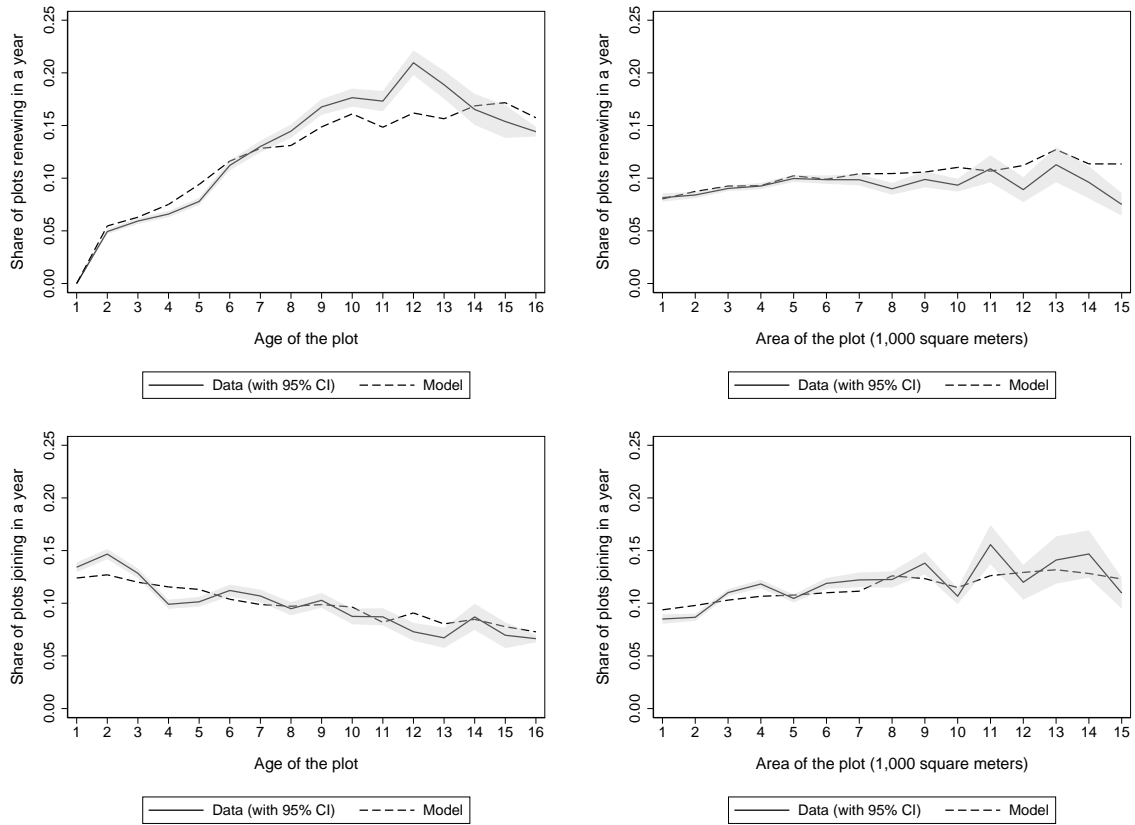 Share of plots renewing in a year
0.00 0.05 0.10 0.15 0.20 0.25
1 2 3 4 5 6 7 8 9 10 11 12 13 14 15 16
Age of the plot
Data (with 95% CI) Model
Share of plots renewing in a year
0.00 0.05 0.10 0.15 0.20 0.25
1 2 3 4 5 6 7 8 9 10 11 12 13 14 15
Area of the plot (1,000 square meters)
Data (with 95% CI) Model
Share of plots joining in a year
0.00 0.05 0.10 0.15 0.20 0.25
1 2 3 4 5 6 7 8 9 10 11 12 13 14 15 16
Age of the plot
Data (with 95% CI) Model
Share of plots joining in a year
0.00 0.05 0.10 0.15 0.20 0.25
1 2 3 4 5 6 7 8 9 10 11 12 13 14 15
Area of the plot (1,000 square meters)
Data (with 95% CI) Model